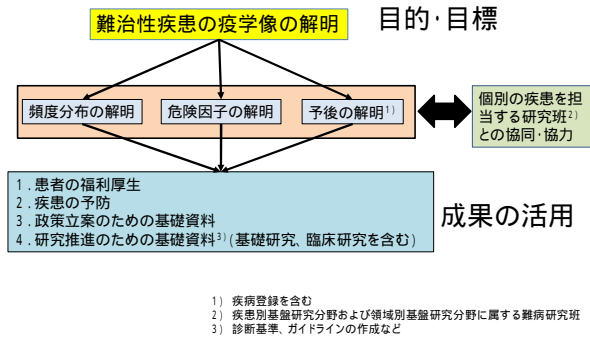 難治性疾患の疫学像の解明
目的･目標
頻度分布の解明
危険因子の解明
予後の解明1)
個別の疾患を担
当する研究班2)
との協同･協力
1．患者の福利厚生
2．疾患の予防
3．政策立案のための基礎資料
4．研究推進のための基礎資料3)(基礎研究、臨床研究を含む)
成果の活用
1) 疾病登録を含む
2) 疾患別基盤研究分野および領域別基盤研究分野に属する難病研究班
3) 診断基準、ガイドラインの作成など